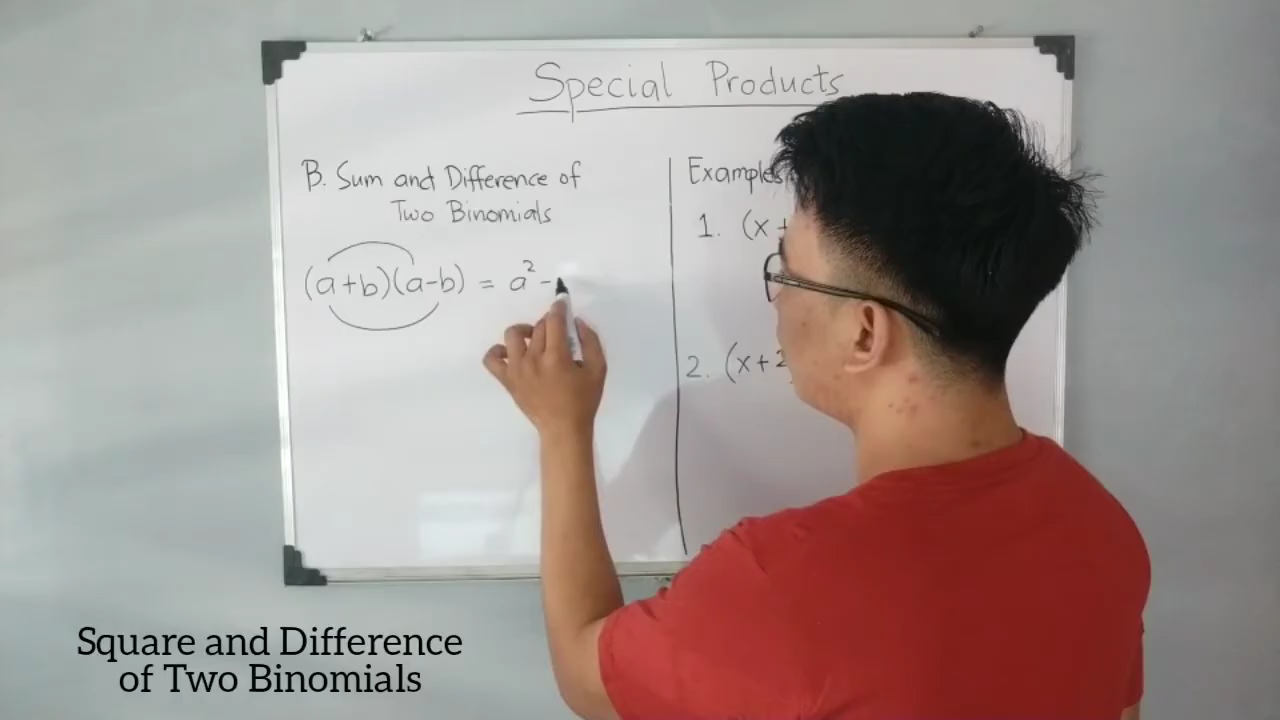 Special Products
B. Sum and Difference of
Two Binomials
(a+b)(a-b) = a² -
Examples
1. (x +
2. (x + 2
Square and Difference
of Two Binomials